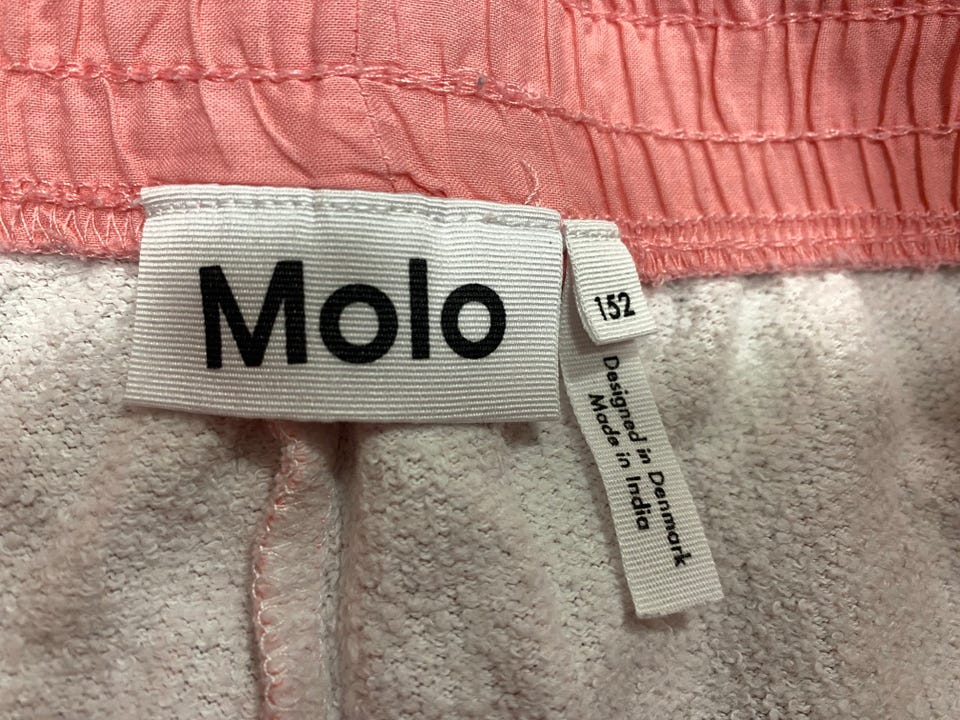 Molo
152
Designed in Denmark
Made in India